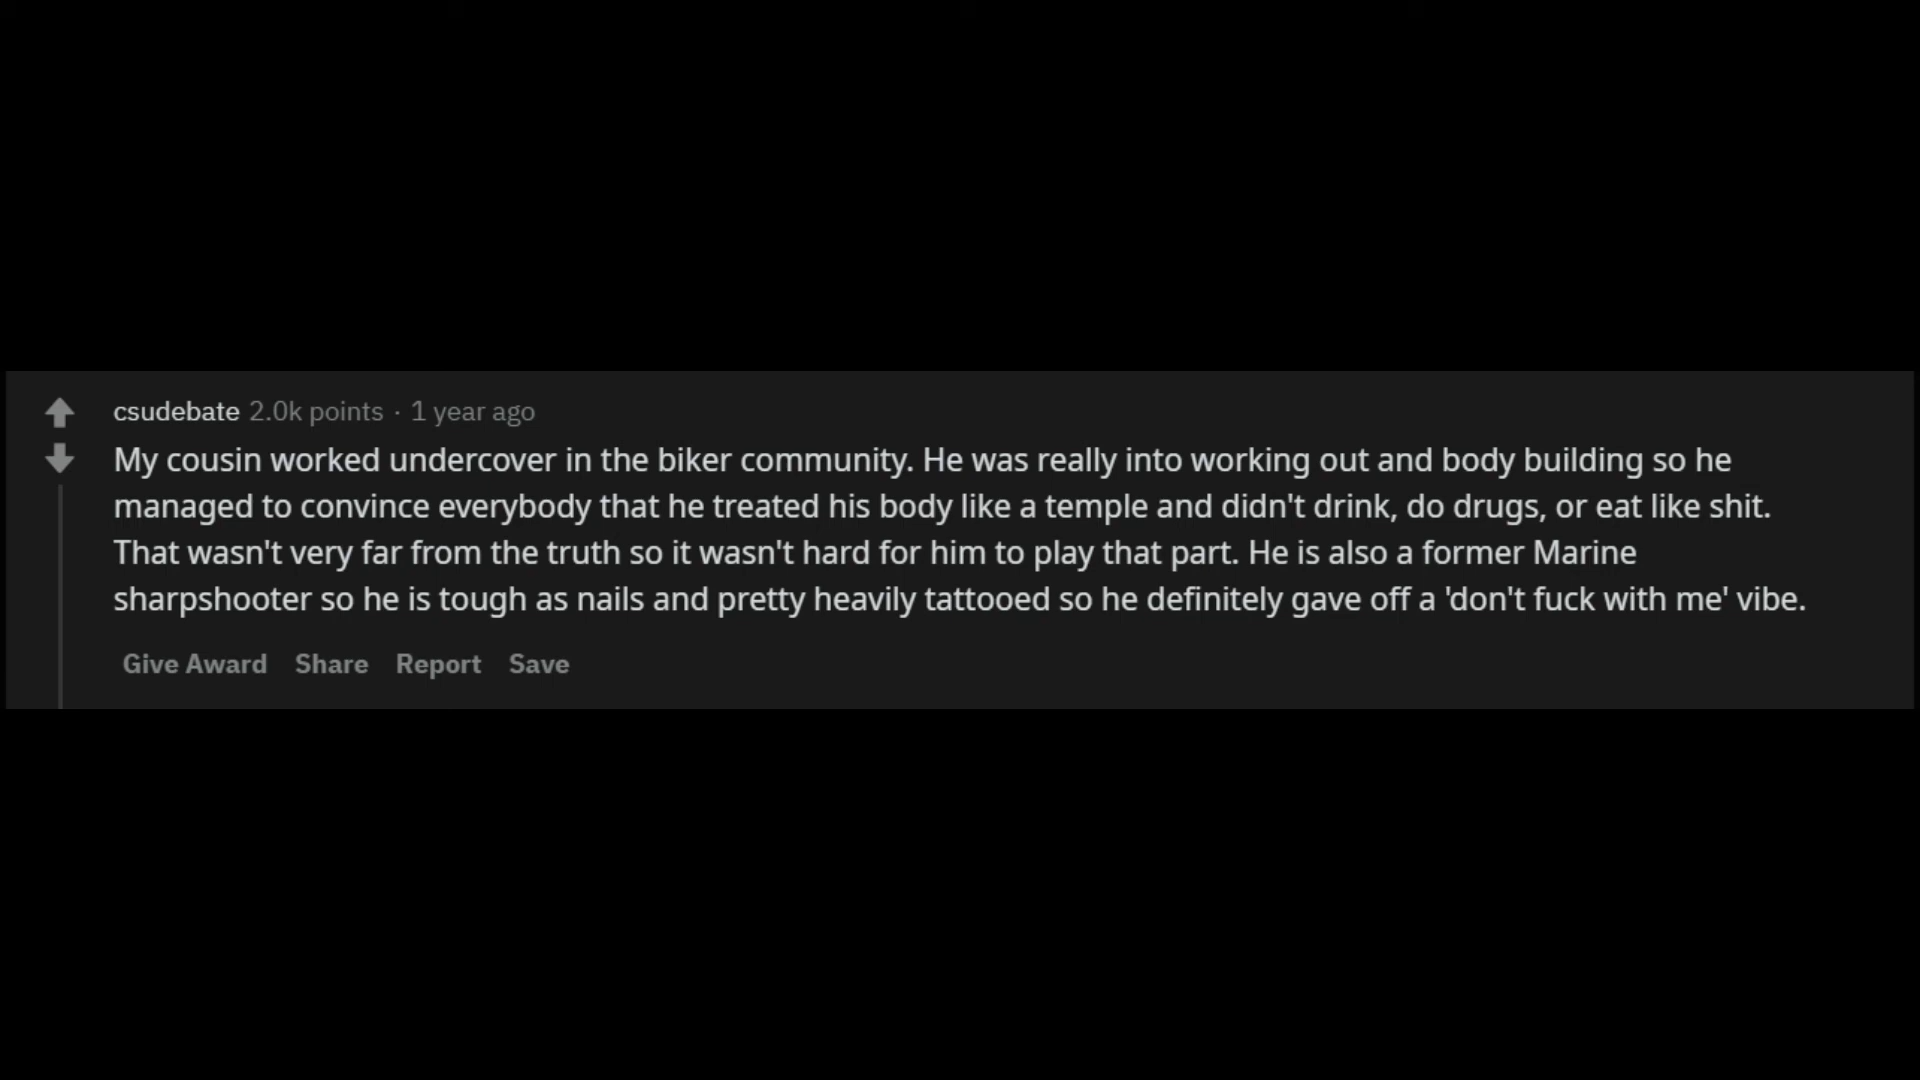 csudebate 2.0k points · 1 year ago
My cousin worked undercover in the biker community. He was really into working out and body building so he
managed to convince everybody that he treated his body like a temple and didn't drink, do drugs, or eat like shit.
That wasn't very far from the truth so it wasn't hard for him to play that part. He is also a former Marine
sharpshooter so he is tough as nails and pretty heavily tattooed so he definitely gave off a 'don't fuck with me' vibe.
Give Award Share Report Save